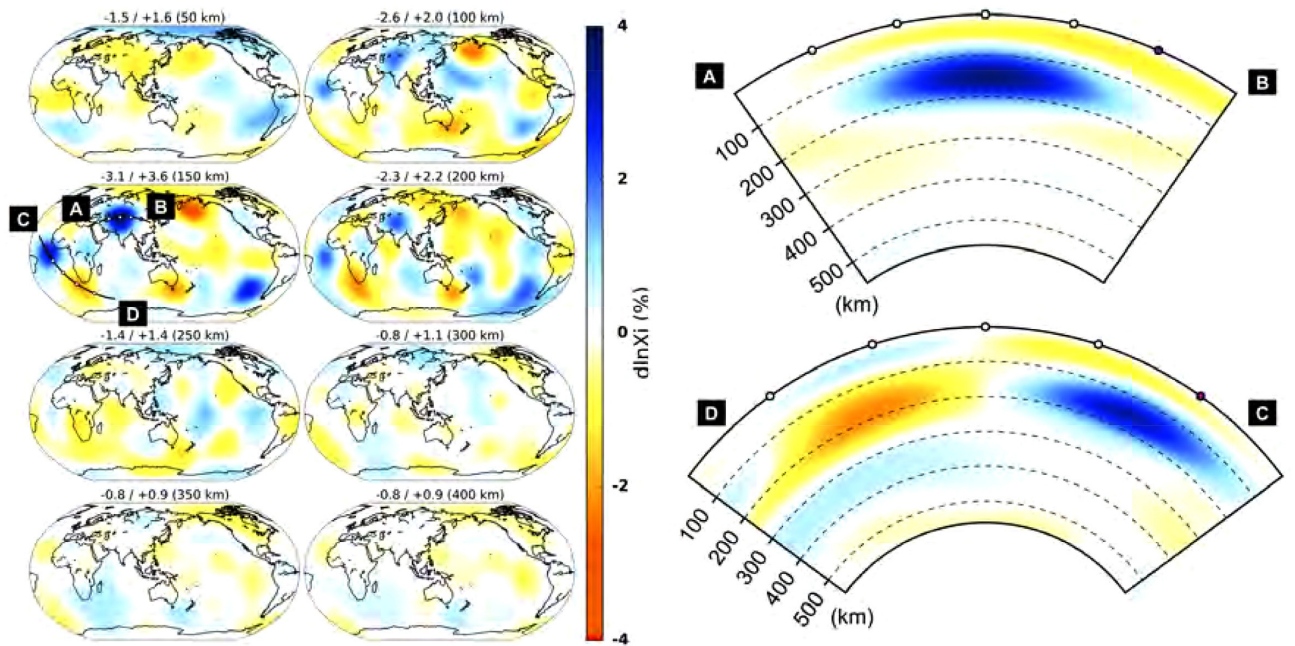 -1.5 / +1.6 (50 km)
-2.6 / +2.0 (100 km)
-3.1 / +3.6 (150 km)
-2.3 / +2.2 (200 km)
C
A
B
D
-1.4 / +1.4 (250 km)
-0.8 / +1.1 (300 km)
-0.8 / +0.9 (350 km)
-0.8 / +0.9 (400 km)
4
2
0
-2
-4
dlnXi (%)
A
B
100
200
300
400
500
(km)
D
C
100
200
300
400
500
(km)